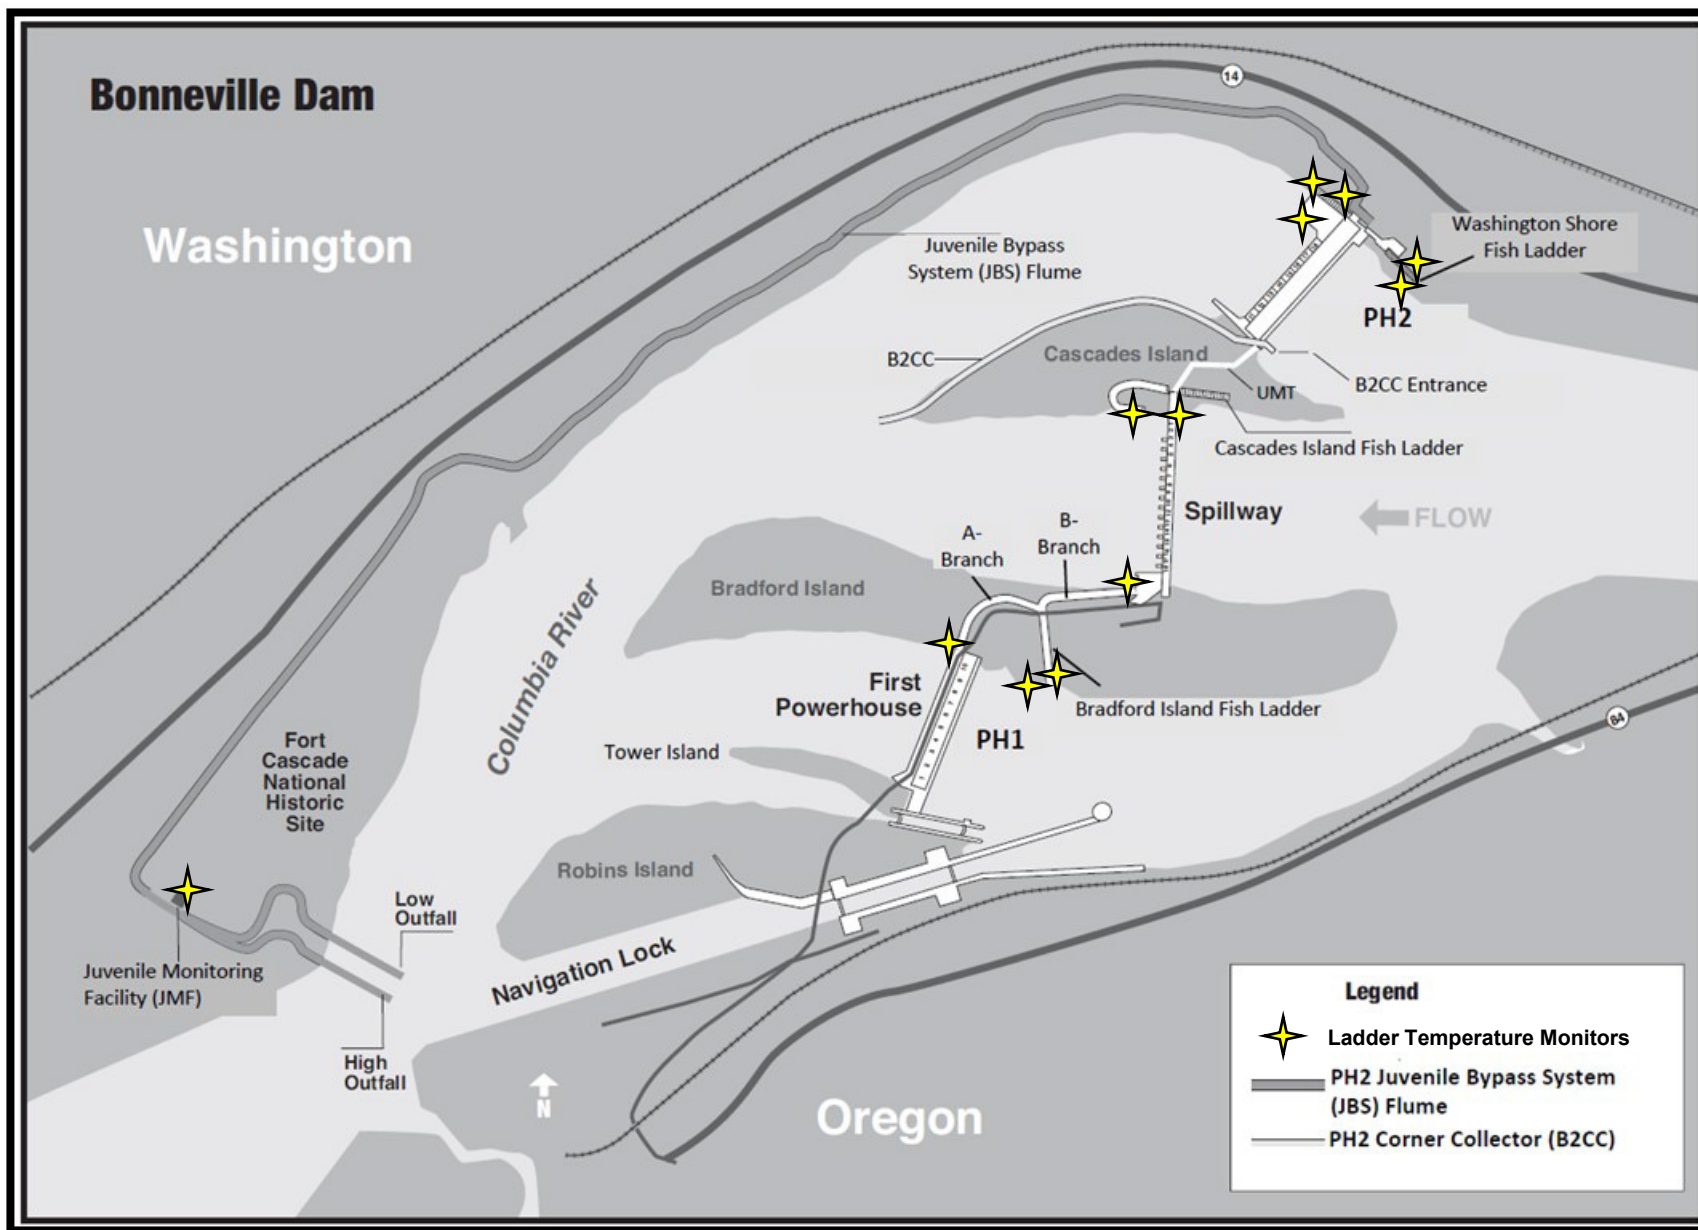 Bonneville Dam
14
Washington
Washington Shore
Fish Ladder
Juvenile Bypass
System (JBS) Flume
PH2
B2CC
Cascades Island
B2CC Entrance
UMT
Cascades Island Fish Ladder
Spillway
FLOW
A-
Branch
B-
Branch
Bradford Island
Columbia River
First
Powerhouse
Bradford Island Fish Ladder
84
PH1
Tower Island
Fort
Cascade
National
Historic
Site
Robins Island
Low
Outfall
Navigation Lock
Juvenile Monitoring
Facility (JMF)
High
Outfall
N
Oregon
Legend
Ladder Temperature Monitors
PH2 Juvenile Bypass System
(JBS) Flume
PH2 Corner Collector (B2CC)